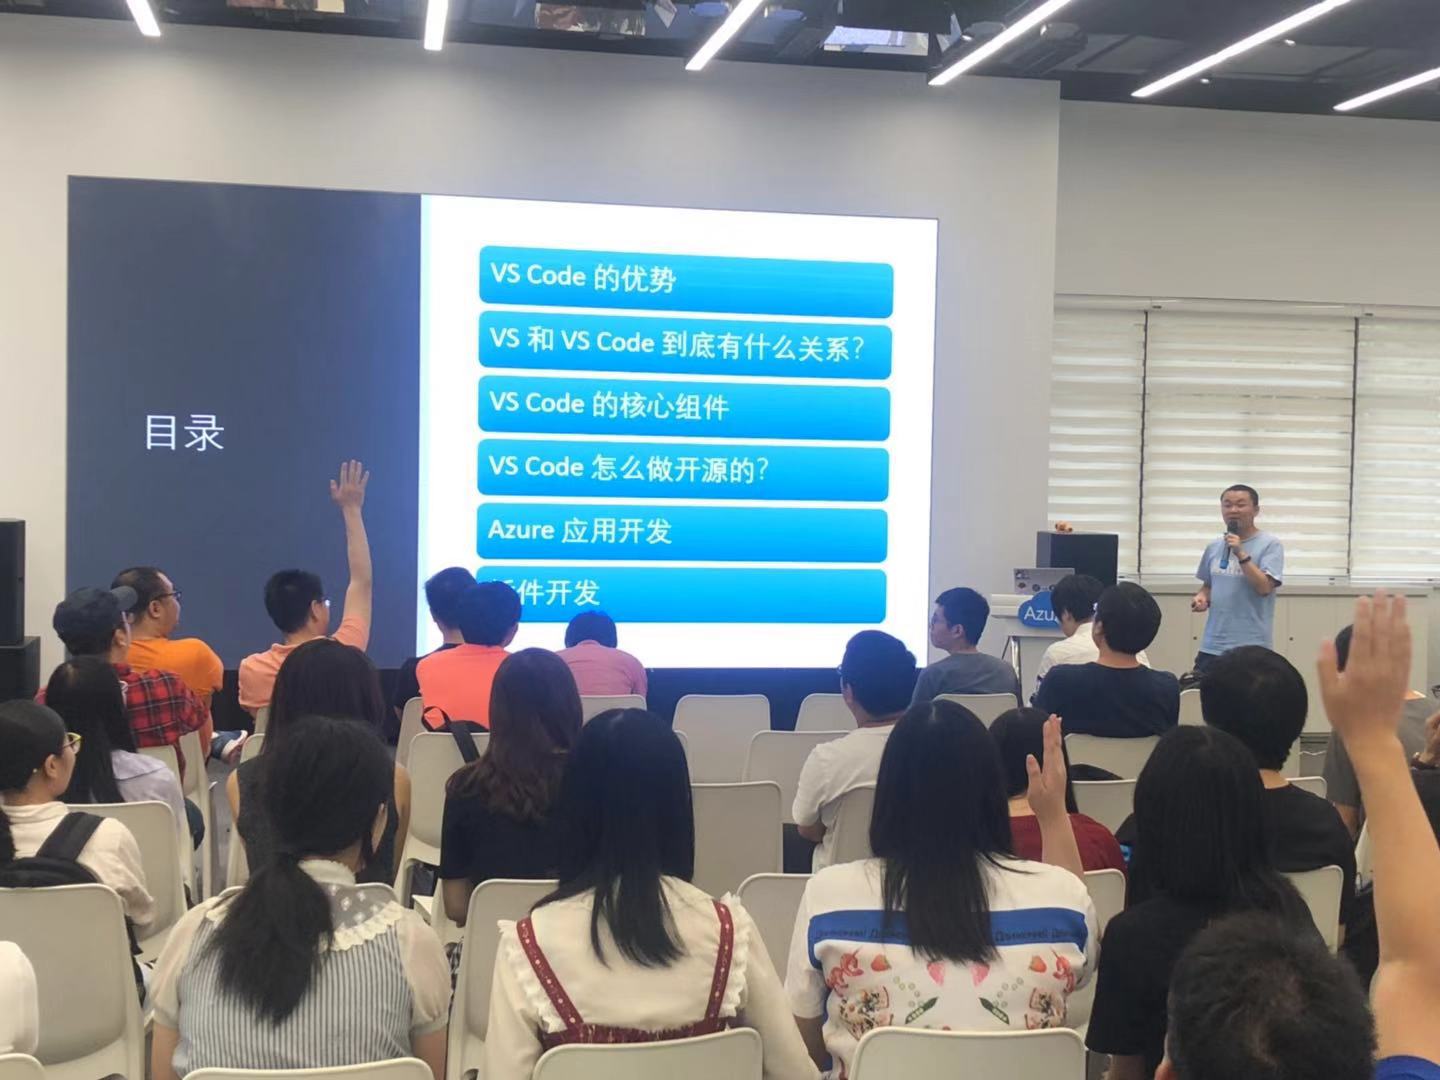 目录
VS Code 的优势
VS 和 VS Code 到底有什么关系?
VS Code 的核心组件
VS Code 怎么做开源的?
Azure 应用开发
件开发
Azu